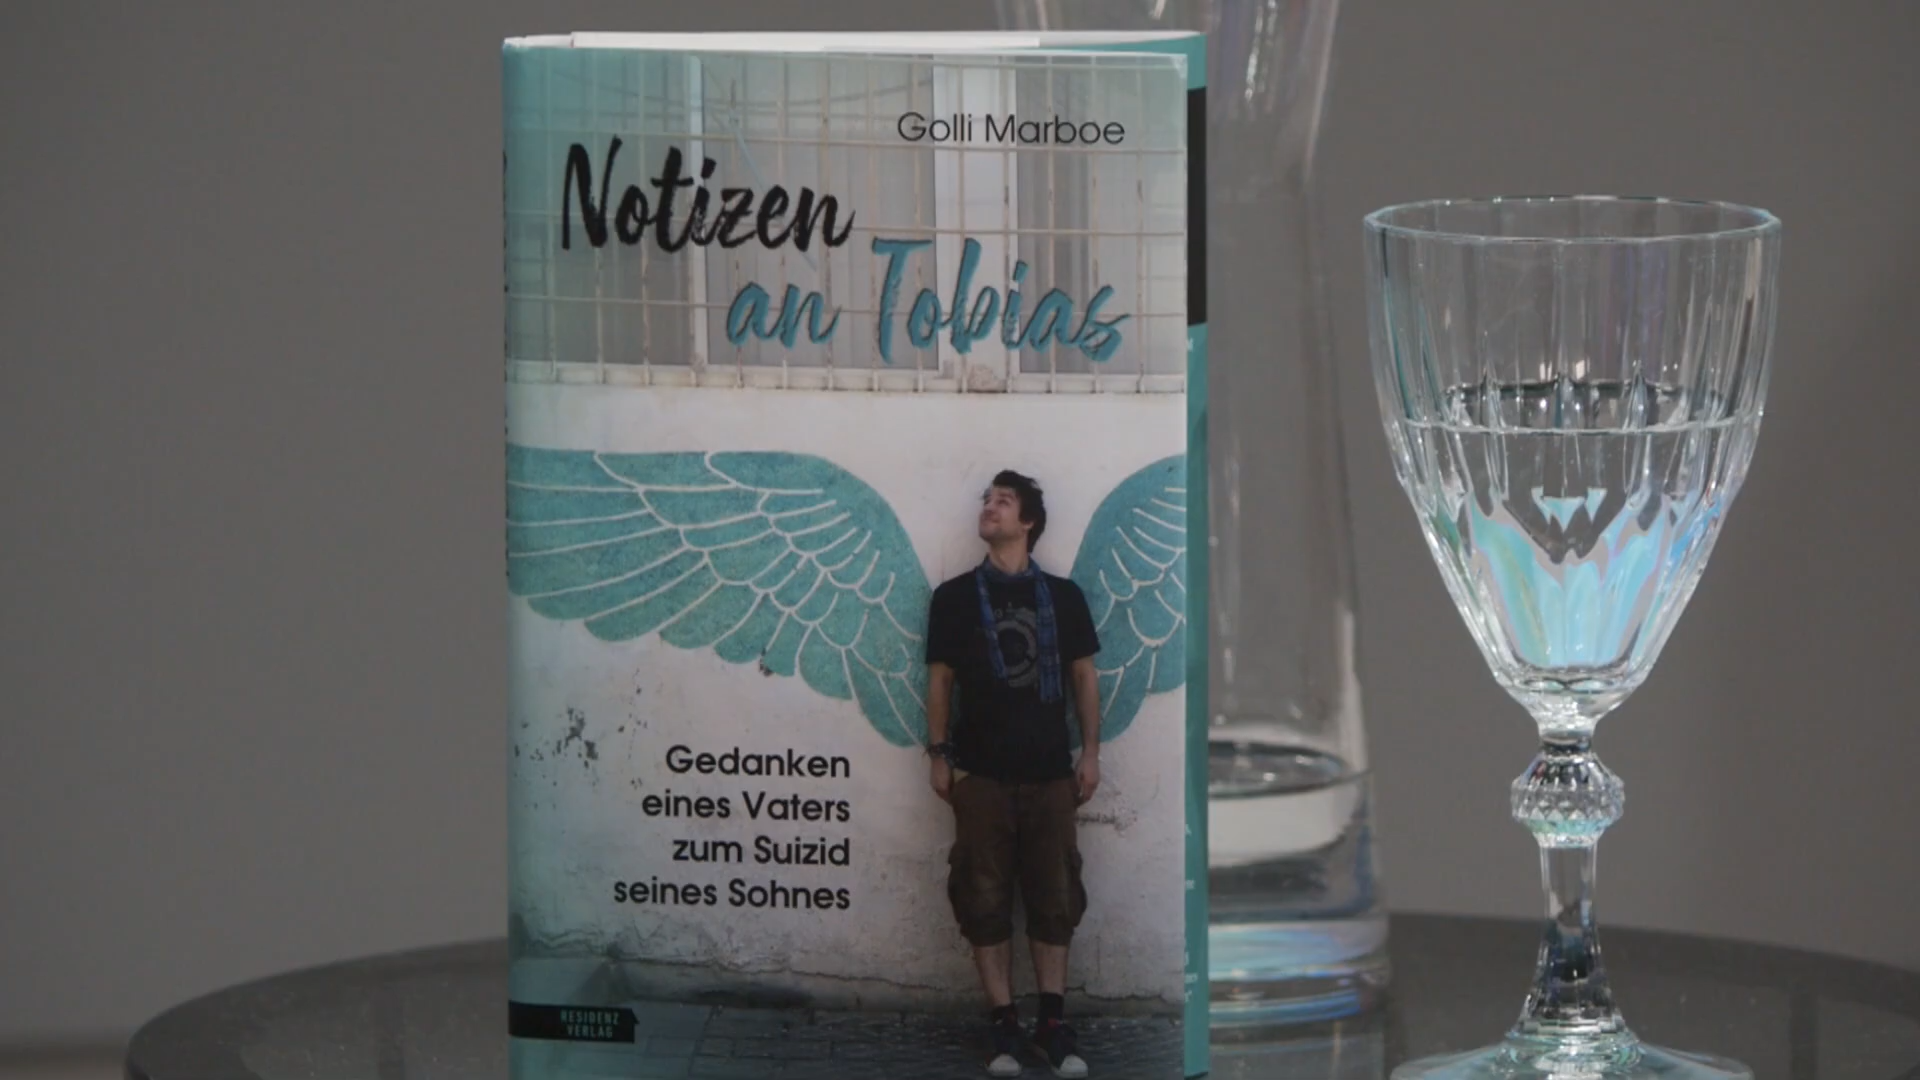 Golli Marboe
Notizen
an Tobias
Gedanken
eines Vaters
zum Suizid
seines Sohnes
RESIDENZ
VERLAG